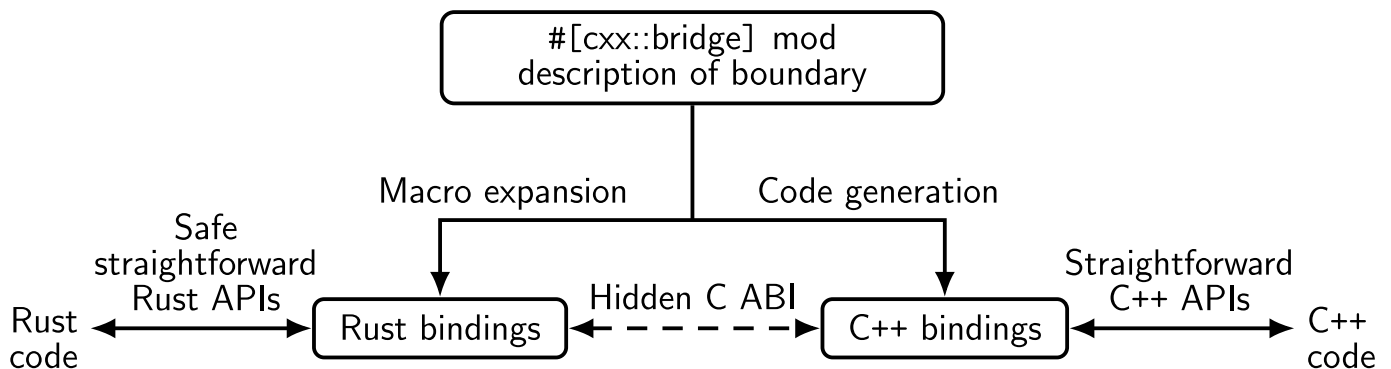 #[cxx::bridge] mod
description of boundary
Macro expansion
Code generation
Safe
straightforward
Rust APIs
Straightforward
C++ APIs
Hidden C ABI
Rust
code
Rust bindings
C++ bindings
C++
code